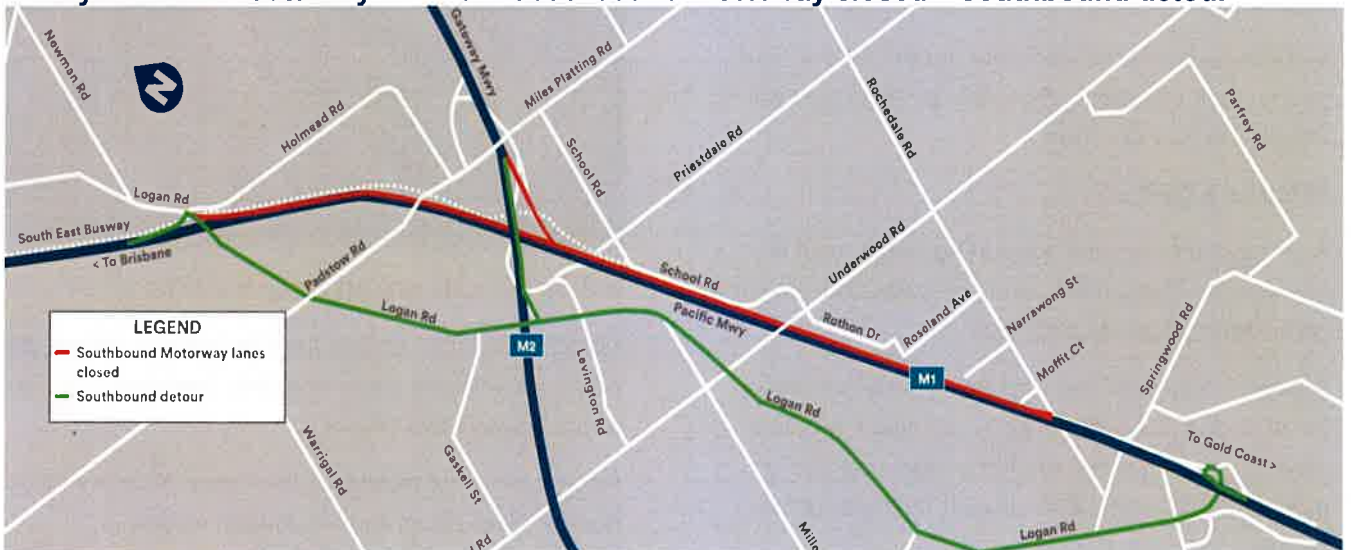 Newman Rd
N
Holmead Rd
Gateway Mwy
Miles Platting Rd
School Rd
Priestdale Rd
Rochedale Rd
Parfrey Rd
Logan Rd
South East Busway
< To Brisbane
Padstow Rd
Logan Rd
School Rd
Pacific Mwy
Underwood Rd
Rothon Dr
Roseland Ave
Narrawong St
Moffit Ct
Springwood Rd
To Gold Coast >
LEGEND
Southbound Motorway lanes
closed
Southbound detour
M2
M1
Levington Rd
Logan Rd
Warrigal Rd
Gaskell St
Logan Rd